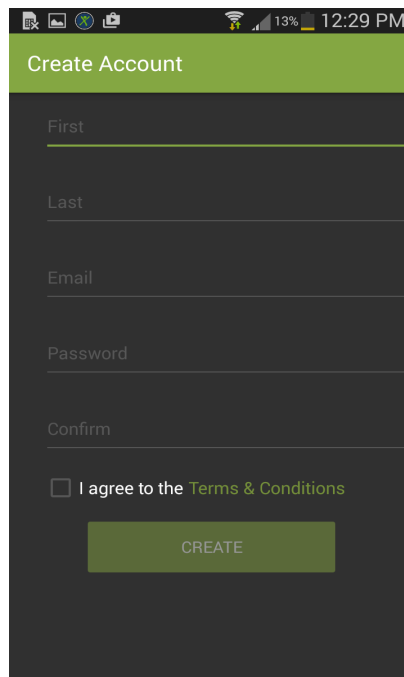 13% 12:29 PM
Create Account
First
Last
Email
Password
Confirm
I agree to the Terms & Conditions
CREATE